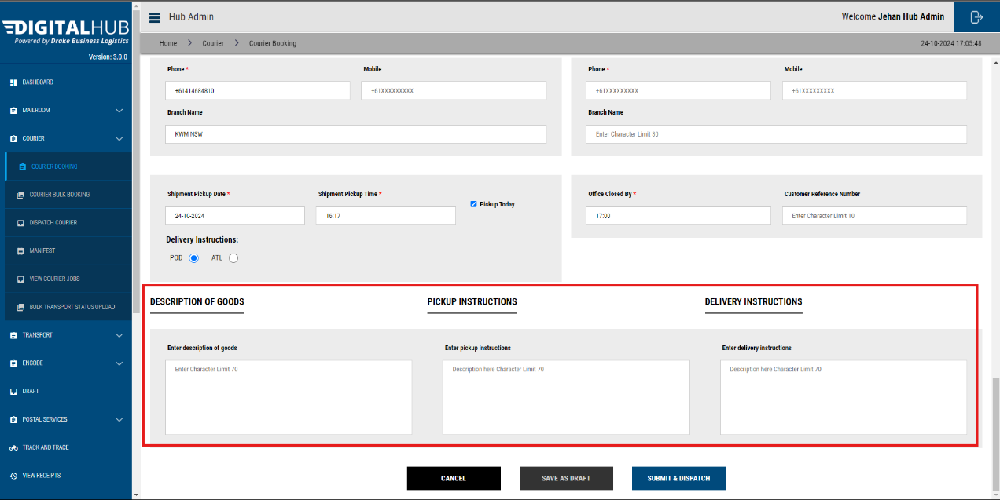 DIGITALHUB
Powered by Drake Business Logistics
Version: 3.0.0
DASHBOARD
MAILROOM
COURIER
COURIER BOOKING
COURIER BULK BOOKING
DISPATCH COURIER
MANIFEST
VIEW COURIER JOBS
BULK TRANSPORT STATUS UPLOAD
TRANSPORT
ENCODE
DRAFT
POSTAL SERVICES
TRACK AND TRACE
VIEW RECEIPTS
Hub Admin
Welcome Jehan Hub Admin
Home > Courier > Courier Booking
24-10-2024 17:05:48
Phone * Mobile
+61414684810 +61XXXXXXXXX
Branch Name
KWM NSW
Phone * Mobile
+61XXXXXXXXX +61XXXXXXXXX
Branch Name
Enter Character Limit 30
Shipment Pickup Date * Shipment Pickup Time *
Pickup Today
24-10-2024 16:17
Delivery Instructions:
POD ATL
Office Closed By * Customer Reference Number
17:00 Enter Character Limit 10
DESCRIPTION OF GOODS PICKUP INSTRUCTIONS DELIVERY INSTRUCTIONS
Enter description of goods Enter pickup instructions Enter delivery instructions
Enter Character Limit 70 Description here Character Limit 70 Description here Character Limit 70
CANCEL SAVE AS DRAFT SUBMIT & DISPATCH